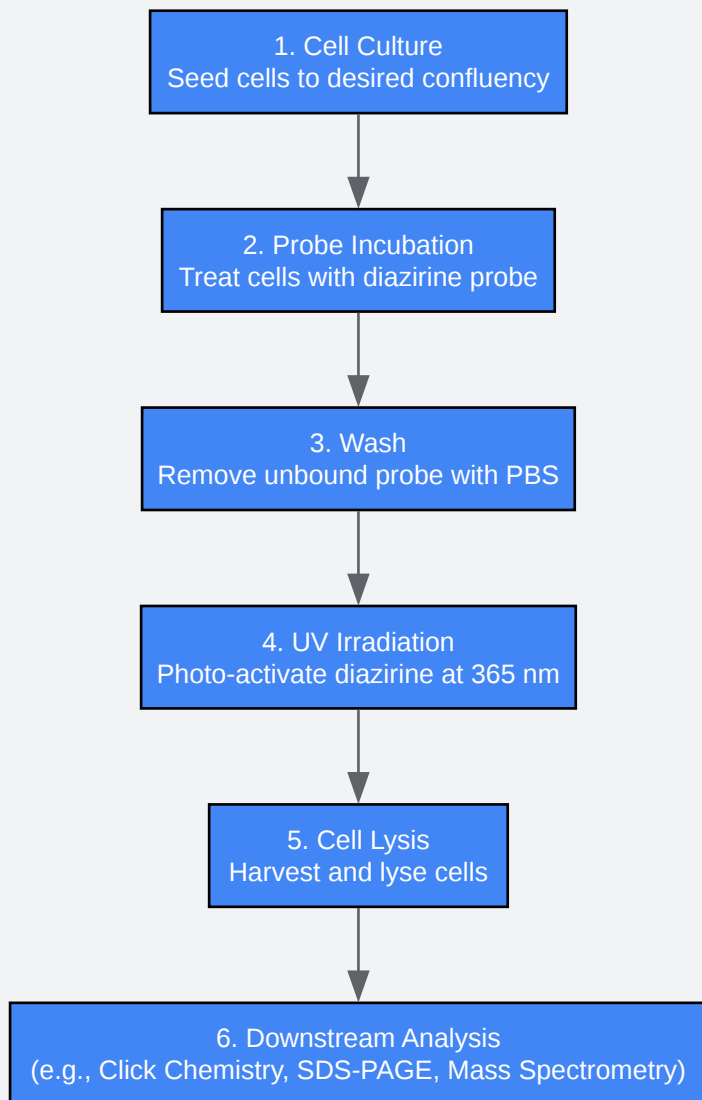 1. Cell Culture
Seed cells to desired confluency
2. Probe Incubation
Treat cells with diazirine probe
3. Wash
Remove unbound probe with PBS
4. UV Irradiation
Photo-activate diazirine at 365 nm
5. Cell Lysis
Harvest and lyse cells
6. Downstream Analysis
(e.g., Click Chemistry, SDS-PAGE, Mass Spectrometry)